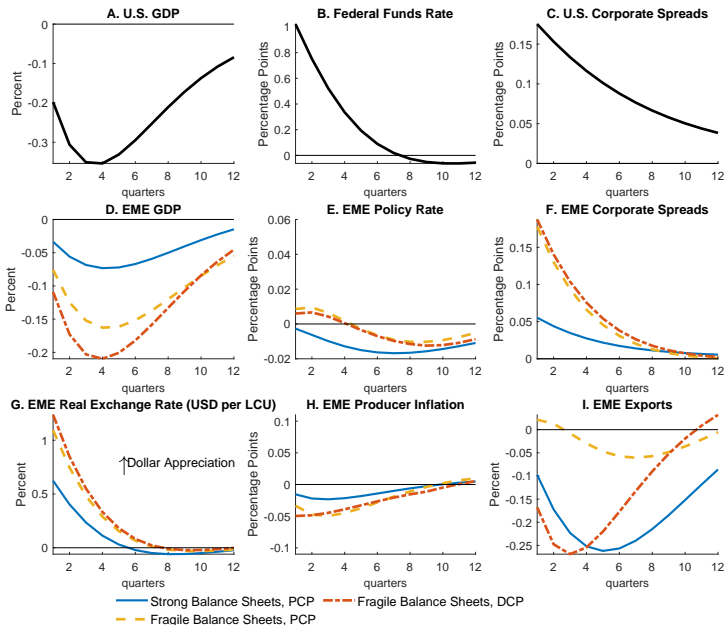 A. U.S. GDP
B. Federal Funds Rate
C. U.S. Corporate Spreads
Percent
0
-0.1
-0.2
-0.3
2 4 6 8 10 12
quarters
Percentage Points
1
0.8
0.6
0.4
0.2
0
2 4 6 8 10 12
quarters
Percentage Points
0.15
0.1
0.05
0
2 4 6 8 10 12
quarters
D. EME GDP
E. EME Policy Rate
F. EME Corporate Spreads
Percent
0
-0.05
-0.1
-0.15
-0.2
2 4 6 8 10 12
quarters
Percentage Points
0.06
0.04
0.02
0
-0.02
2 4 6 8 10 12
quarters
Percentage Points
0.15
0.1
0.05
0
2 4 6 8 10 12
quarters
G. EME Real Exchange Rate (USD per LCU)
H. EME Producer Inflation
I. EME Exports
Percent
1
0.5
0
↑Dollar Appreciation
2 4 6 8 10 12
quarters
Percentage Points
0.1
0.05
0
-0.05
-0.1
2 4 6 8 10 12
quarters
Percent
0
-0.05
-0.1
-0.15
-0.2
-0.25
2 4 6 8 10 12
quarters
Strong Balance Sheets, PCP
Fragile Balance Sheets, DCP
Fragile Balance Sheets, PCP